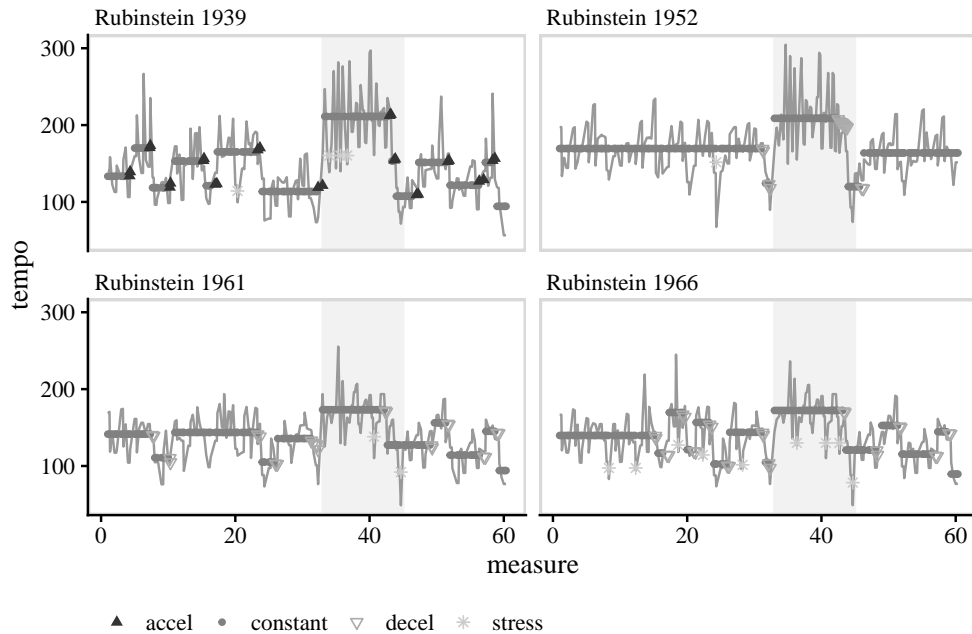 Rubinstein 1939
Rubinstein 1952
300
200
100
Rubinstein 1961
Rubinstein 1966
300
200
100
tempo
0
20
40
60
0
20
40
60
measure
accel
constant
decel
stress